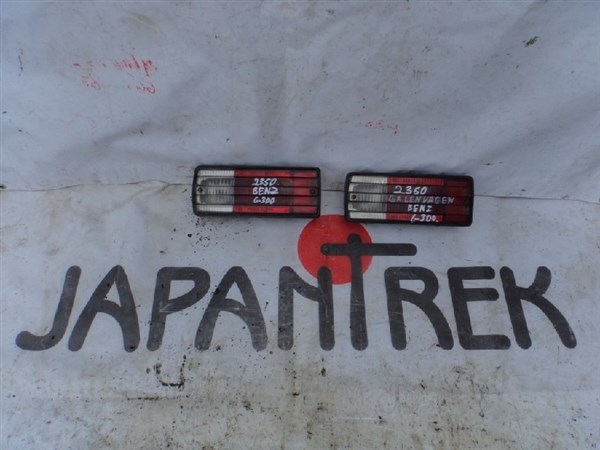 2350
BENZ
G-300
2350
GELENVAGEN
BENZ
G-300.
JAPANTREK